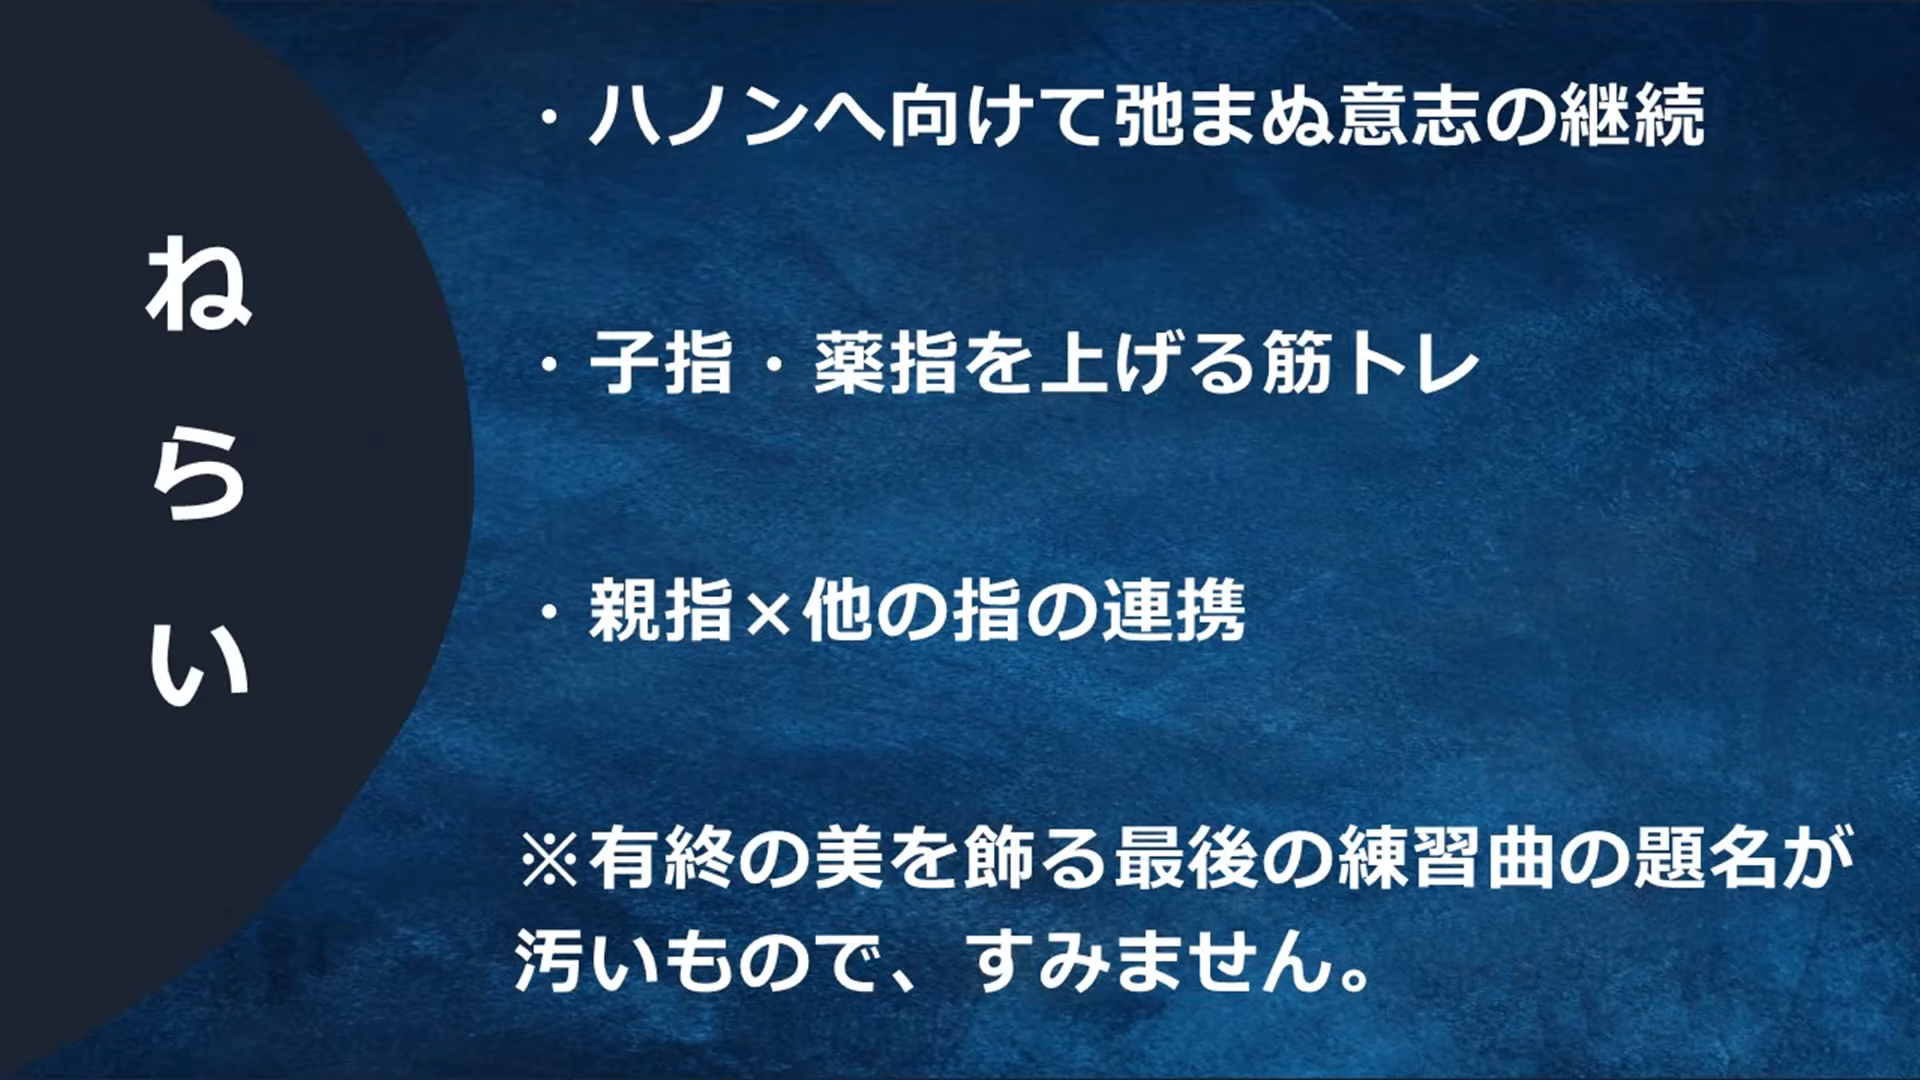 ねらい
・ハノンへ向けて弛まぬ意志の継続
・子指・薬指を上げる筋トレ
・親指×他の指の連携
※有終の美を飾る最後の練習曲の題名が
汚いもので、すみません。